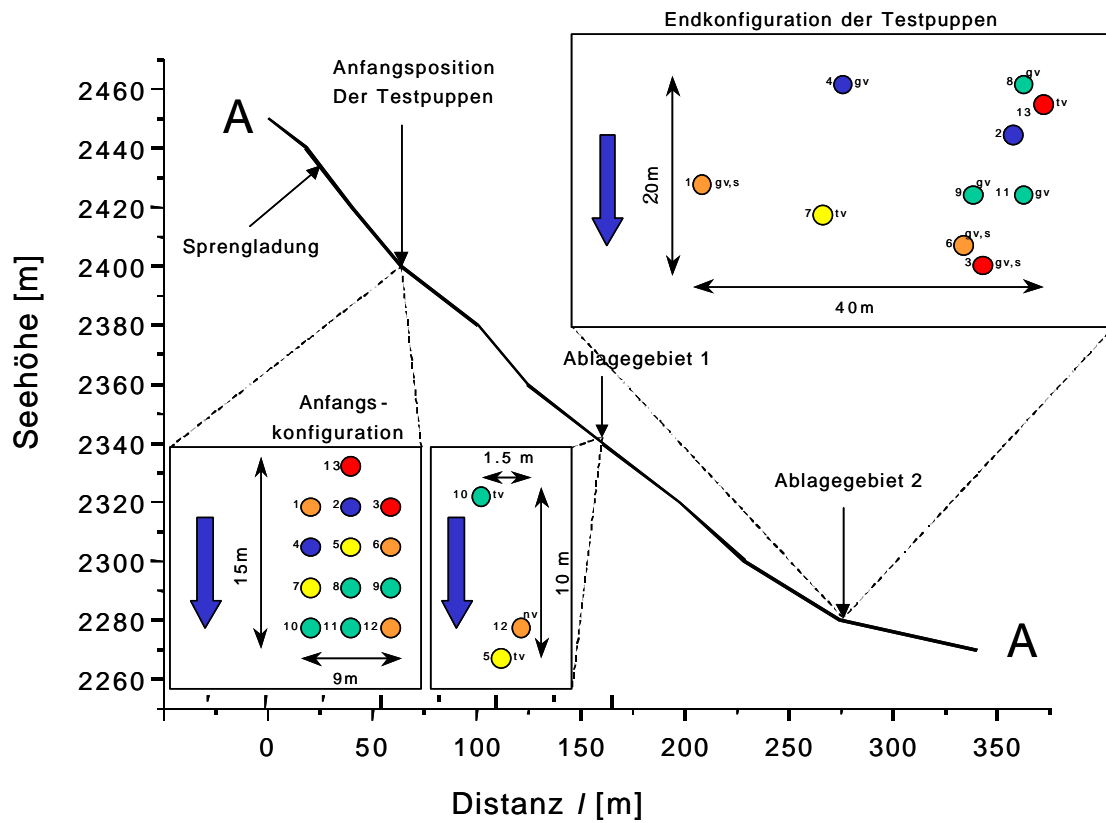 Endkonfiguration der Testpuppen
4 gv
8 gv
13 tv
2
1 gv,s
9 gv
11 gv
7 tv
6 gv,s
3 gv,s
20m
40m
Anfangsposition
Der Testpuppen
A
Sprengladung
Seehöhe [m]
2460
2440
2420
2400
2380
2360
2340
2320
2300
2280
2260
Ablagegebiet 1
Ablagegebiet 2
A
Anfangs-
konfiguration
13
1 2 3
4 5 6
7 8 9
10 11 12
15m
9m
1.5 m
10 tv
10 m
12 nv
5 tv
0 50 100 150 200 250 300 350
Distanz l [m]